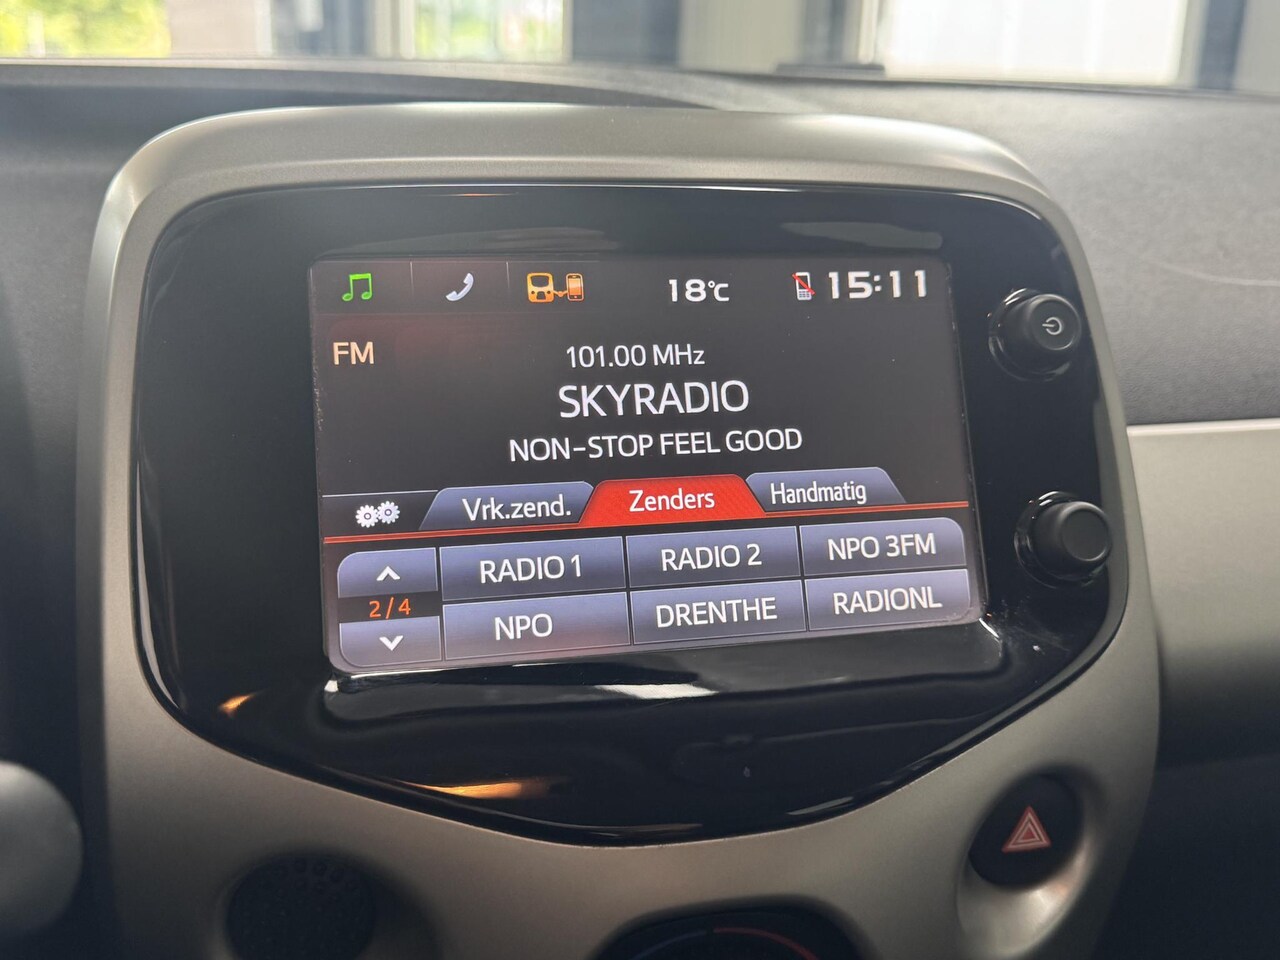 18°C 15:11
FM
101.00 MHz
SKYRADIO
NON-STOP FEEL GOOD
Vrk.zend. Zenders Handmatig
RADIO 1 RADIO 2 NPO 3FM
2/4
NPO DRENTHE RADIONL